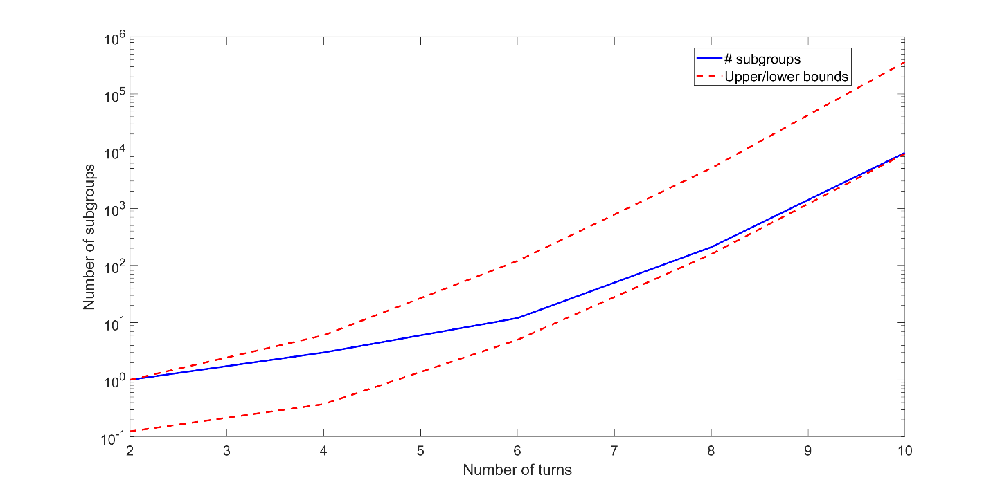 10^6
10^5
10^4
10^3
10^2
10^1
10^0
10^-1
Number of subgroups
# subgroups
Upper/lower bounds
2 3 4 5 6 7 8 9 10
Number of turns